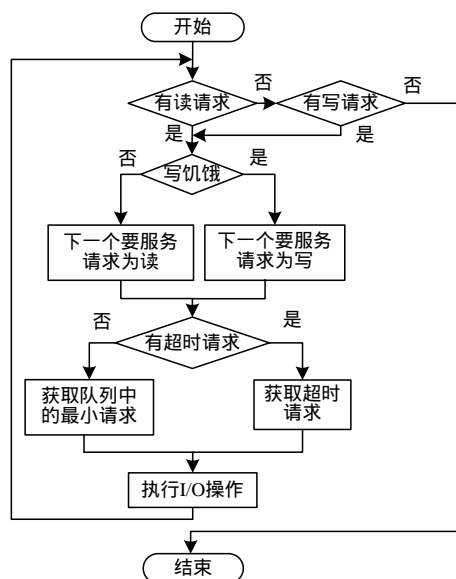 开始
有读请求
否
有写请求
否
是
是
否
写饥饿
是
下一个要服务
请求为读
下一个要服务
请求为写
否
有超时请求
是
获取队列中
的最小请求
获取超时
请求
执行I/O操作
结束